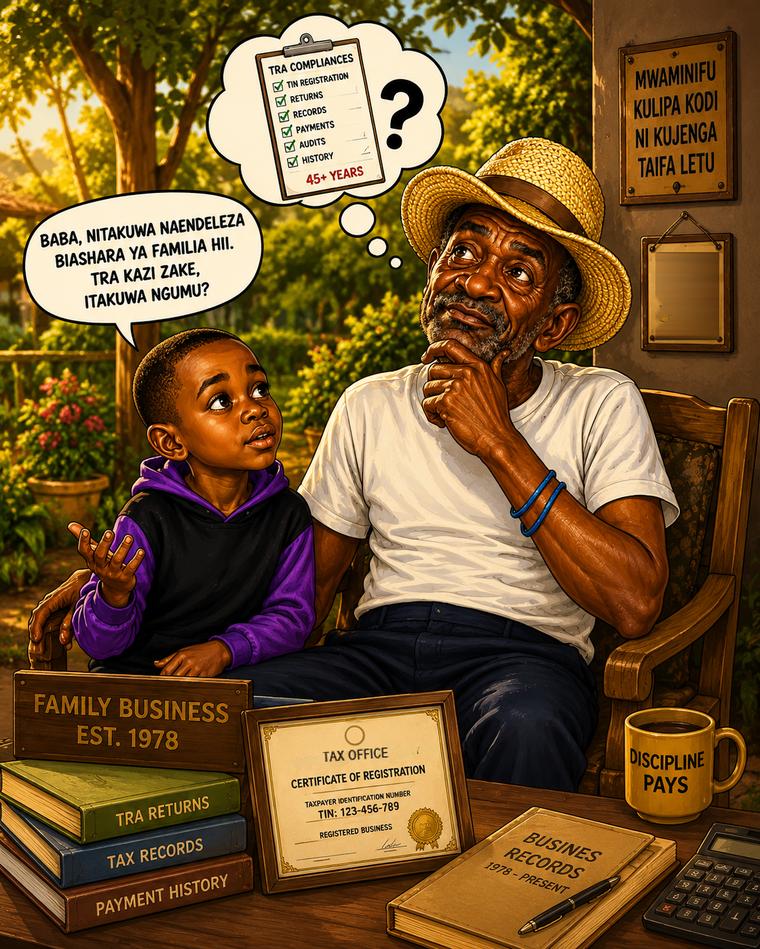 TRA COMPLIANCES
TIN REGISTRATION
RETURNS
RECORDS
PAYMENTS
AUDITS
HISTORY
45+ YEARS
?
MWAMINIFU
KULIPA KODI
NI KUJENGA
TAIFA LETU
BABA, NITAKUWA NAENDELEZA
BIASHARA YA FAMILIA HII.
TRA KAZI ZAKE,
ITAKUWA NGUMU?
FAMILY BUSINESS
EST. 1978
TRA RETURNS
TAX RECORDS
PAYMENT HISTORY
TAX OFFICE
CERTIFICATE OF REGISTRATION
TAXPAYER IDENTIFICATION NUMBER
TIN: 123-456-789
REGISTERED BUSINESS
BUSINES
RECORDS
1978 - PRESENT
DISCIPLINE
PAYS